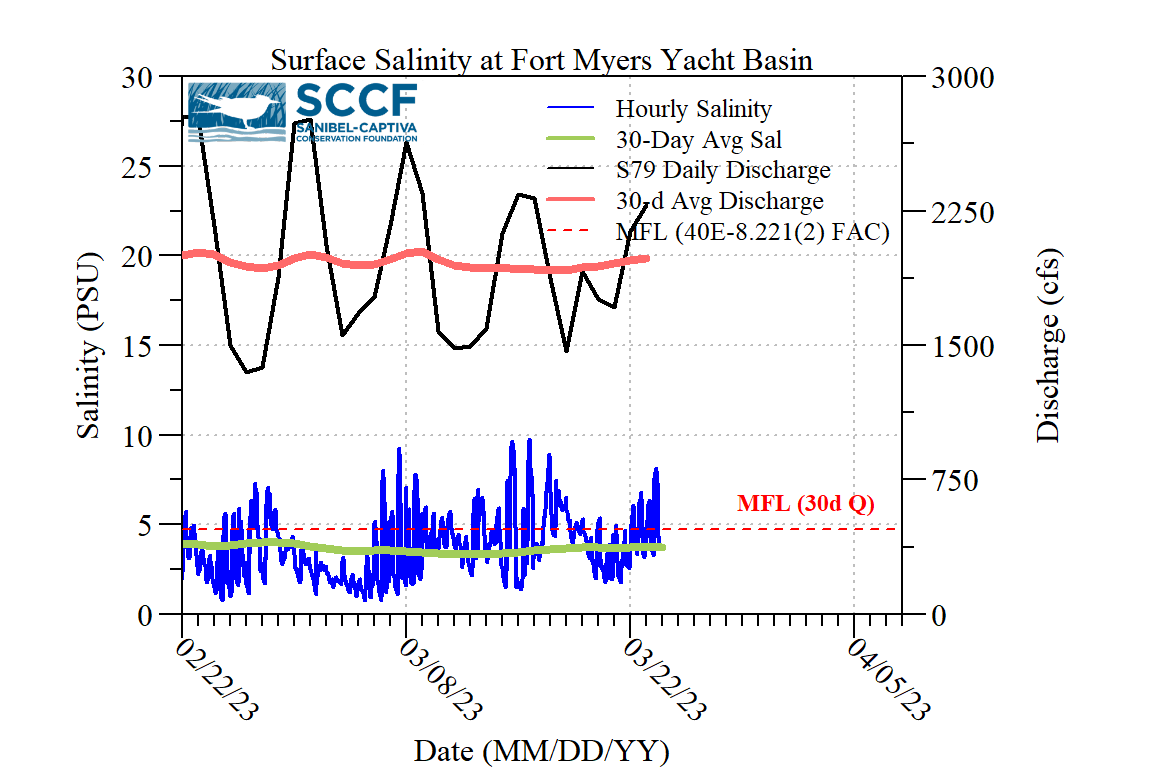 Surface Salinity at Fort Myers Yacht Basin
SCCF
SANIBEL-CAPTIVA
CONSERVATION FOUNDATION
Hourly Salinity
30-Day Avg Sal
S79 Daily Discharge
30-d Avg Discharge
MFL (40E-8.221(2) FAC)
MFL (30d Q)
Salinity (PSU)
30
25
20
15
10
5
0
Discharge (cfs)
3000
2250
1500
750
0
02/22/23
03/08/23
03/22/23
04/05/23
Date (MM/DD/YY)